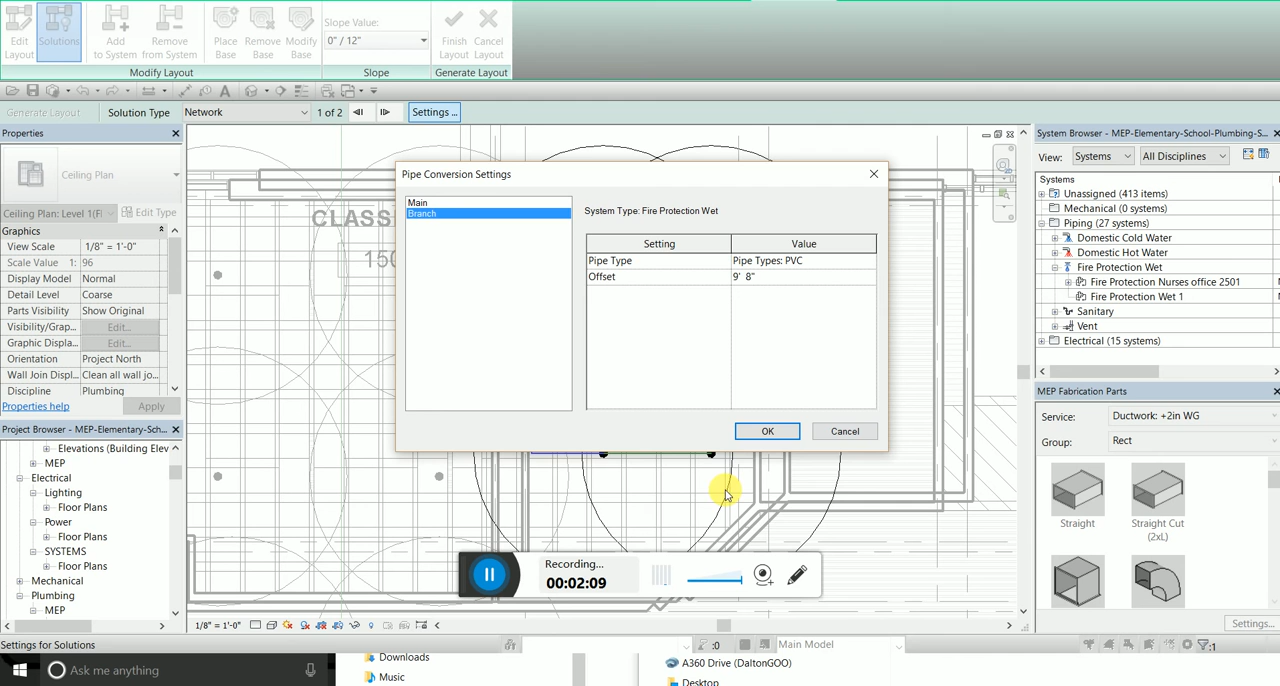 Edit
Layout
Solutions
Add
to System
Remove
from System
Place
Base
Remove
Base
Modify
Base
Slope Value:
0" / 12"
Finish
Layout
Cancel
Layout
Modify Layout
Slope
Generate Layout
Generate Layout
Solution Type
Network
1 of 2
Settings ...
Properties
Ceiling Plan
Ceiling Plan: Level 1(Fl
Edit Type
Graphics
View Scale 1/8" = 1'-0"
Scale Value 1: 96
Display Model Normal
Detail Level Coarse
Parts Visibility Show Original
Visibility/Grap... Edit...
Graphic Displa... Edit...
Orientation Project North
Wall Join Displ... Clean all wall jo...
Discipline Plumbing
Properties help
Apply
Project Browser - MEP-Elementary-Sch...
Elevations (Building Elev
MEP
Electrical
Lighting
Floor Plans
Power
Floor Plans
SYSTEMS
Floor Plans
Mechanical
Plumbing
MEP
CLASS
150
Pipe Conversion Settings
Main
Branch
System Type: Fire Protection Wet
Setting Value
Pipe Type Pipe Types: PVC
Offset 9' 8"
OK
Cancel
Recording...
00:02:09
System Browser - MEP-Elementary-School-Plumbing-S...
View:
Systems
All Disciplines
Systems
Unassigned (413 items)
Mechanical (0 systems)
Piping (27 systems)
Domestic Cold Water
Domestic Hot Water
Fire Protection Wet
Fire Protection Nurses office 2501
Fire Protection Wet 1
Sanitary
Vent
Electrical (15 systems)
MEP Fabrication Parts
Service:
Ductwork: +2in WG
Group:
Rect
Straight
Straight Cut
(2xL)
Settings...
1/8" = 1'-0"
Settings for Solutions
:0
Main Model
:1
Ask me anything
Downloads
Music
A360 Drive (DaltonGOO)
Desktop